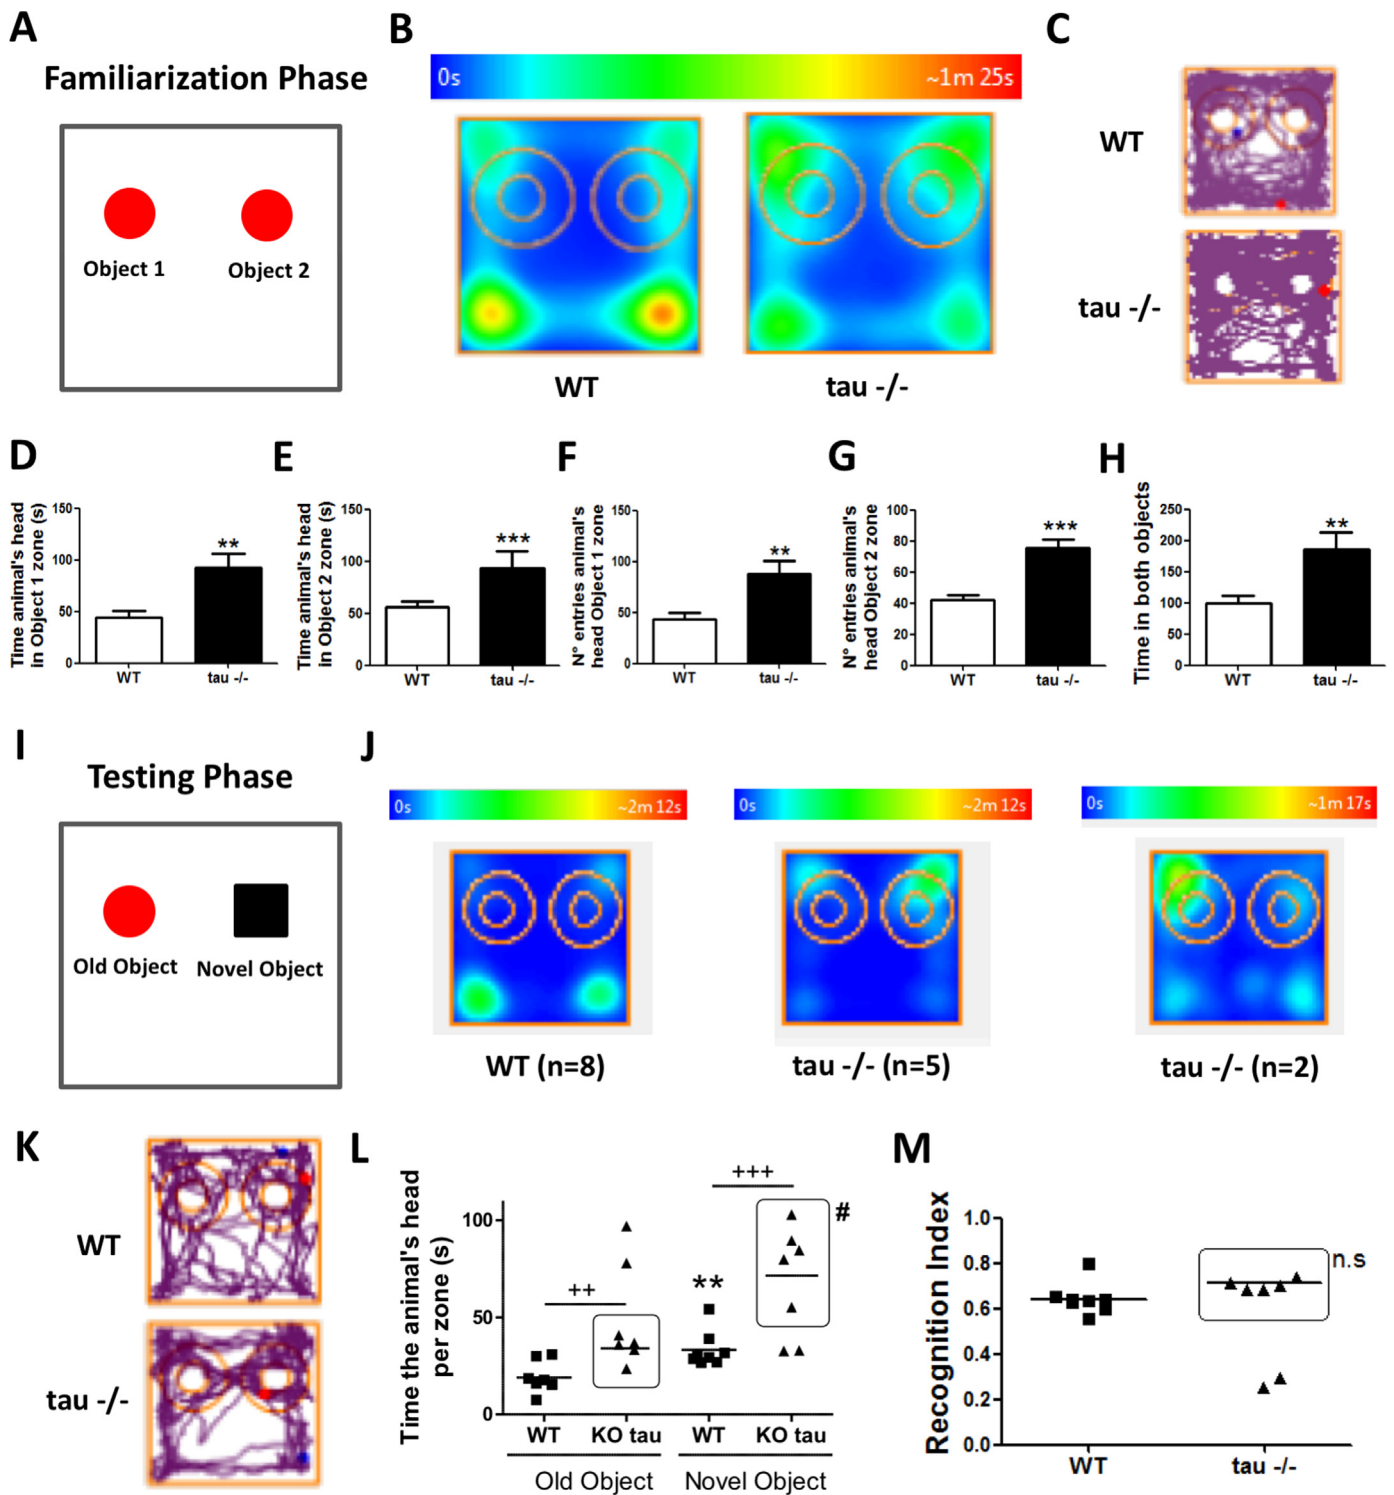 A
Familiarization Phase
Object 1
Object 2
B
0s
~1m 25s
WT
tau -/-
C
WT
tau -/-
D
Time animal's head
in Object 1 zone (s)
150
100
50
0
**
WT
tau -/-
E
Time animal's head
in Object 2 zone (s)
150
100
50
0
***
WT
tau -/-
F
N° entries animal's
head Object 1 zone
150
100
50
0
**
WT
tau -/-
G
N° entries animal's
head Object 2 zone
100
80
60
40
20
0
***
WT
tau -/-
H
Time in both objects
250
200
150
100
50
0
**
WT
tau -/-
I
Testing Phase
Old Object
Novel Object
J
0s
~2m 12s
WT (n=8)
0s
~2m 12s
tau -/- (n=5)
0s
~1m 17s
tau -/- (n=2)
K
WT
tau -/-
L
Time the animal's head
per zone (s)
100
50
0
++
**
+++
#
WT
KO tau
WT
KO tau
Old Object
Novel Object
M
Recognition Index
1.0
0.8
0.6
0.4
0.2
0.0
n.s
WT
tau -/-